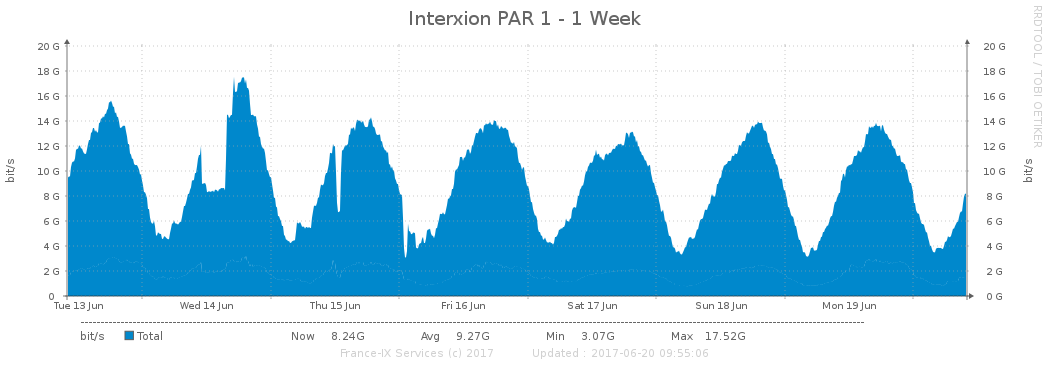 Interxion PAR 1 - 1 Week
RRDTOOL / TOBI OETIKER
20 G 20 G
18 G 18 G
16 G 16 G
14 G 14 G
12 G 12 G
10 G 10 G
8 G 8 G
6 G 6 G
4 G 4 G
2 G 2 G
0 0 G
bit/s
bit/s
Tue 13 Jun Wed 14 Jun Thu 15 Jun Fri 16 Jun Sat 17 Jun Sun 18 Jun Mon 19 Jun
bit/s Total Now 8.24G Avg 9.27G Min 3.07G Max 17.52G
France-IX Services (c) 2017 Updated : 2017-06-20 09:55:06